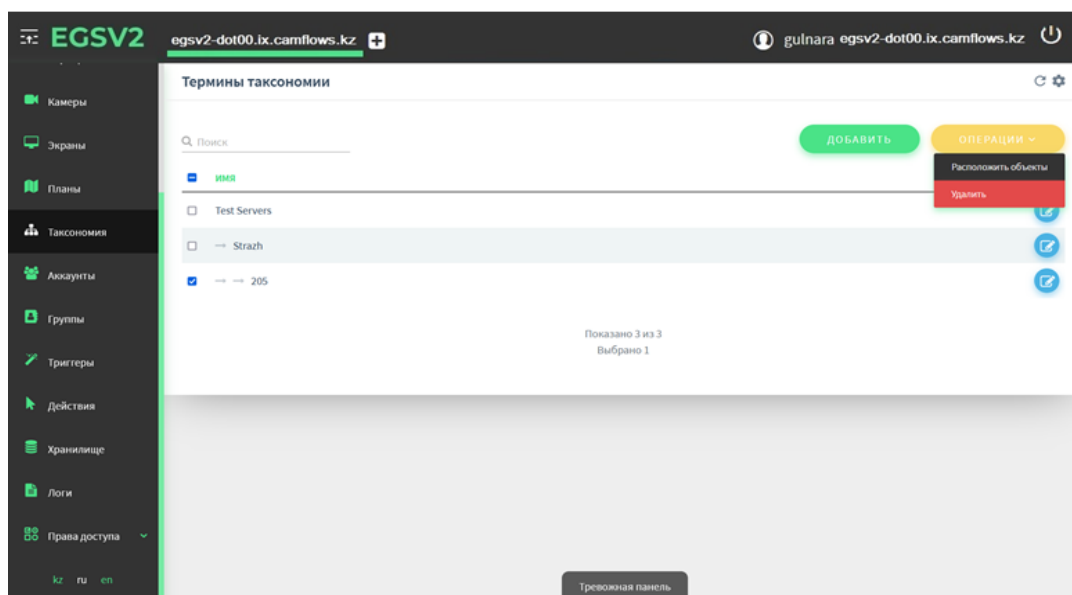 EGSV2
egsv2-dot00.ix.camflows.kz
gulnara egsv2-dot00.ix.camflows.kz
Камеры
Экраны
Планы
Таксономия
Аккаунты
Группы
Триггеры
Действия
Хранилище
Логи
Права доступа
kz ru en
Термины таксономии
Поиск
ДОБАВИТЬ
ОПЕРАЦИИ
Расположить объекты
Удалить
ИМЯ
Test Servers
→ Strazh
→ → 205
Показано 3 из 3
Выбрано 1
Тревожная панель